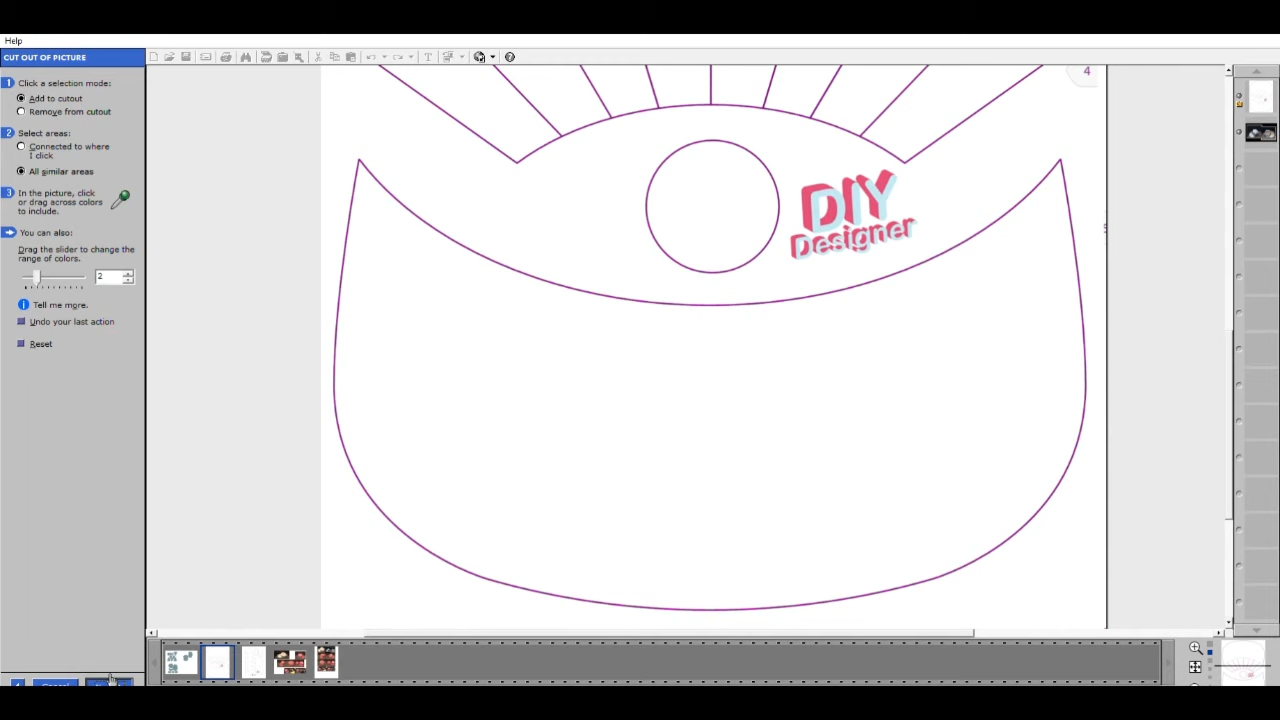 Help
CUT OUT OF PICTURE
1 Click a selection mode:
Add to cutout
Remove from cutout
2 Select areas:
Connected to where
I click
All similar areas
3 In the picture, click
or drag across colors
to include.
You can also:
Drag the slider to change the
range of colors.
2
Tell me more.
Undo your last action
Reset
Cancel
4
DIY
Designer